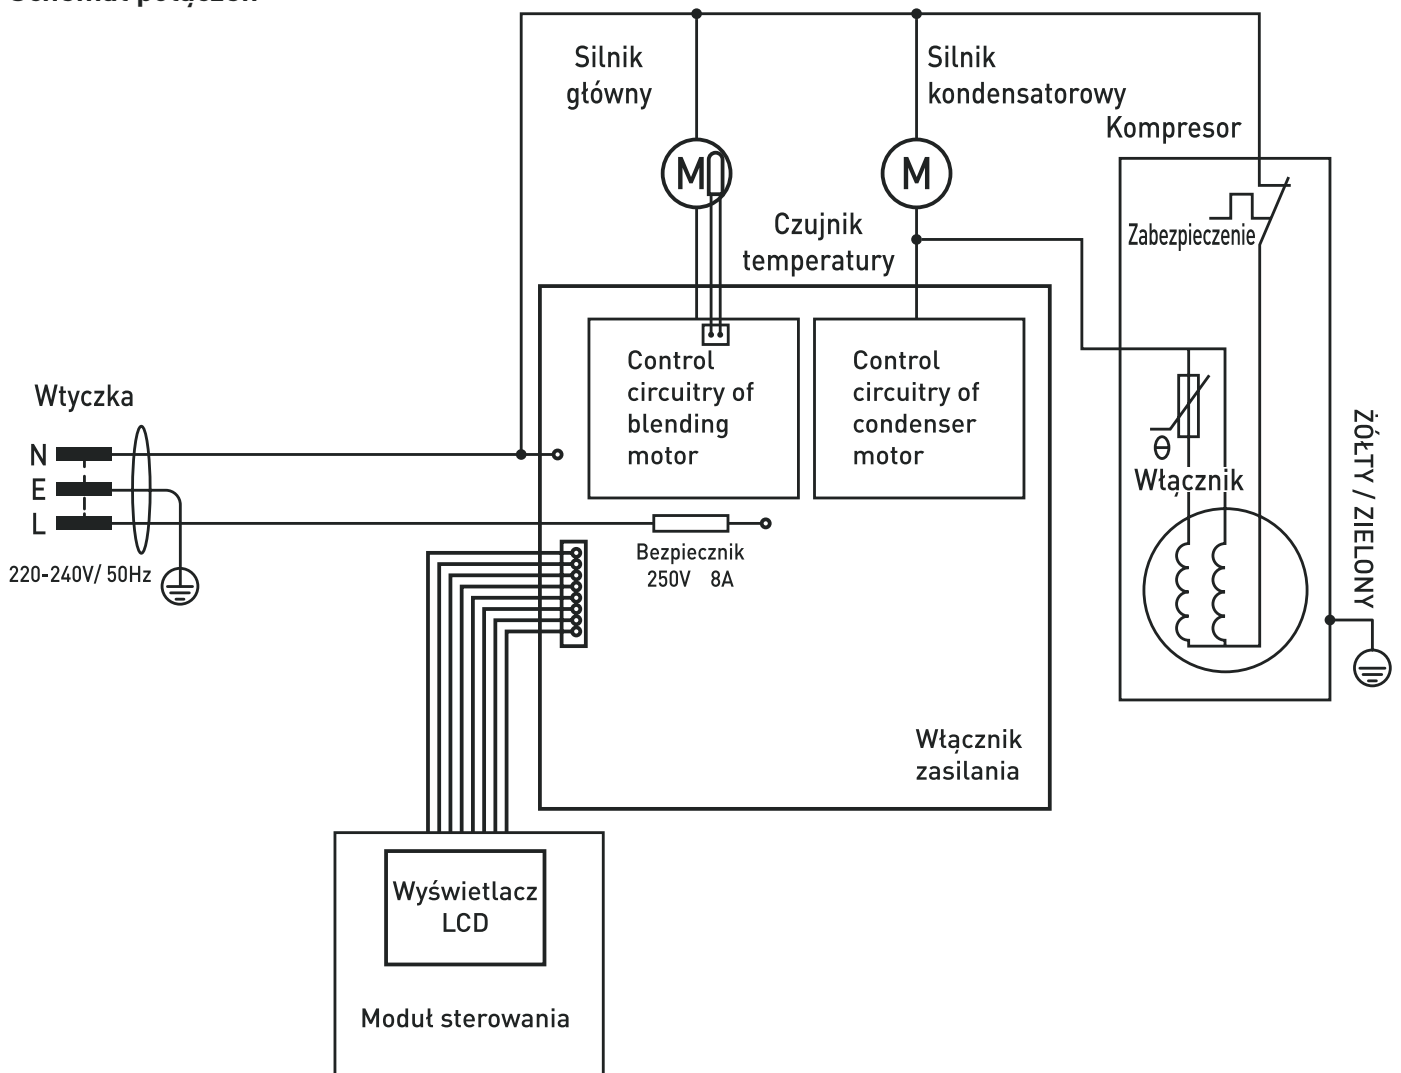 Silnik
główny
Silnik
kondensatorowy
Kompresor
M
M
Czujnik
temperatury
Zabezpieczenie
Control
circuitry of
blending
motor
Control
circuitry of
condenser
motor
Wtyczka
N
E
L
220-240V/ 50Hz
Bezpiecznik
250V 8A
θ
Włącznik
ŻÓŁTY / ZIELONY
Włącznik
zasilania
Wyświetlacz
LCD
Moduł sterowania